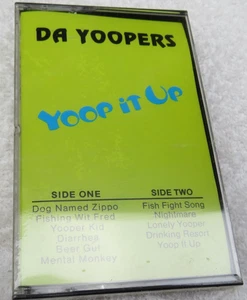 DA YOOPERS
YOOP iT UP
SIDE ONE
Dog Named Zippo
Fishing Wit Fred
Yooper Kid
Diarrhea
Beer Gut
Mental Monkey
SIDE TWO
Fish Fight Song
Nightmare
Lonely Yooper
Drinking Resort
Yoop It Up